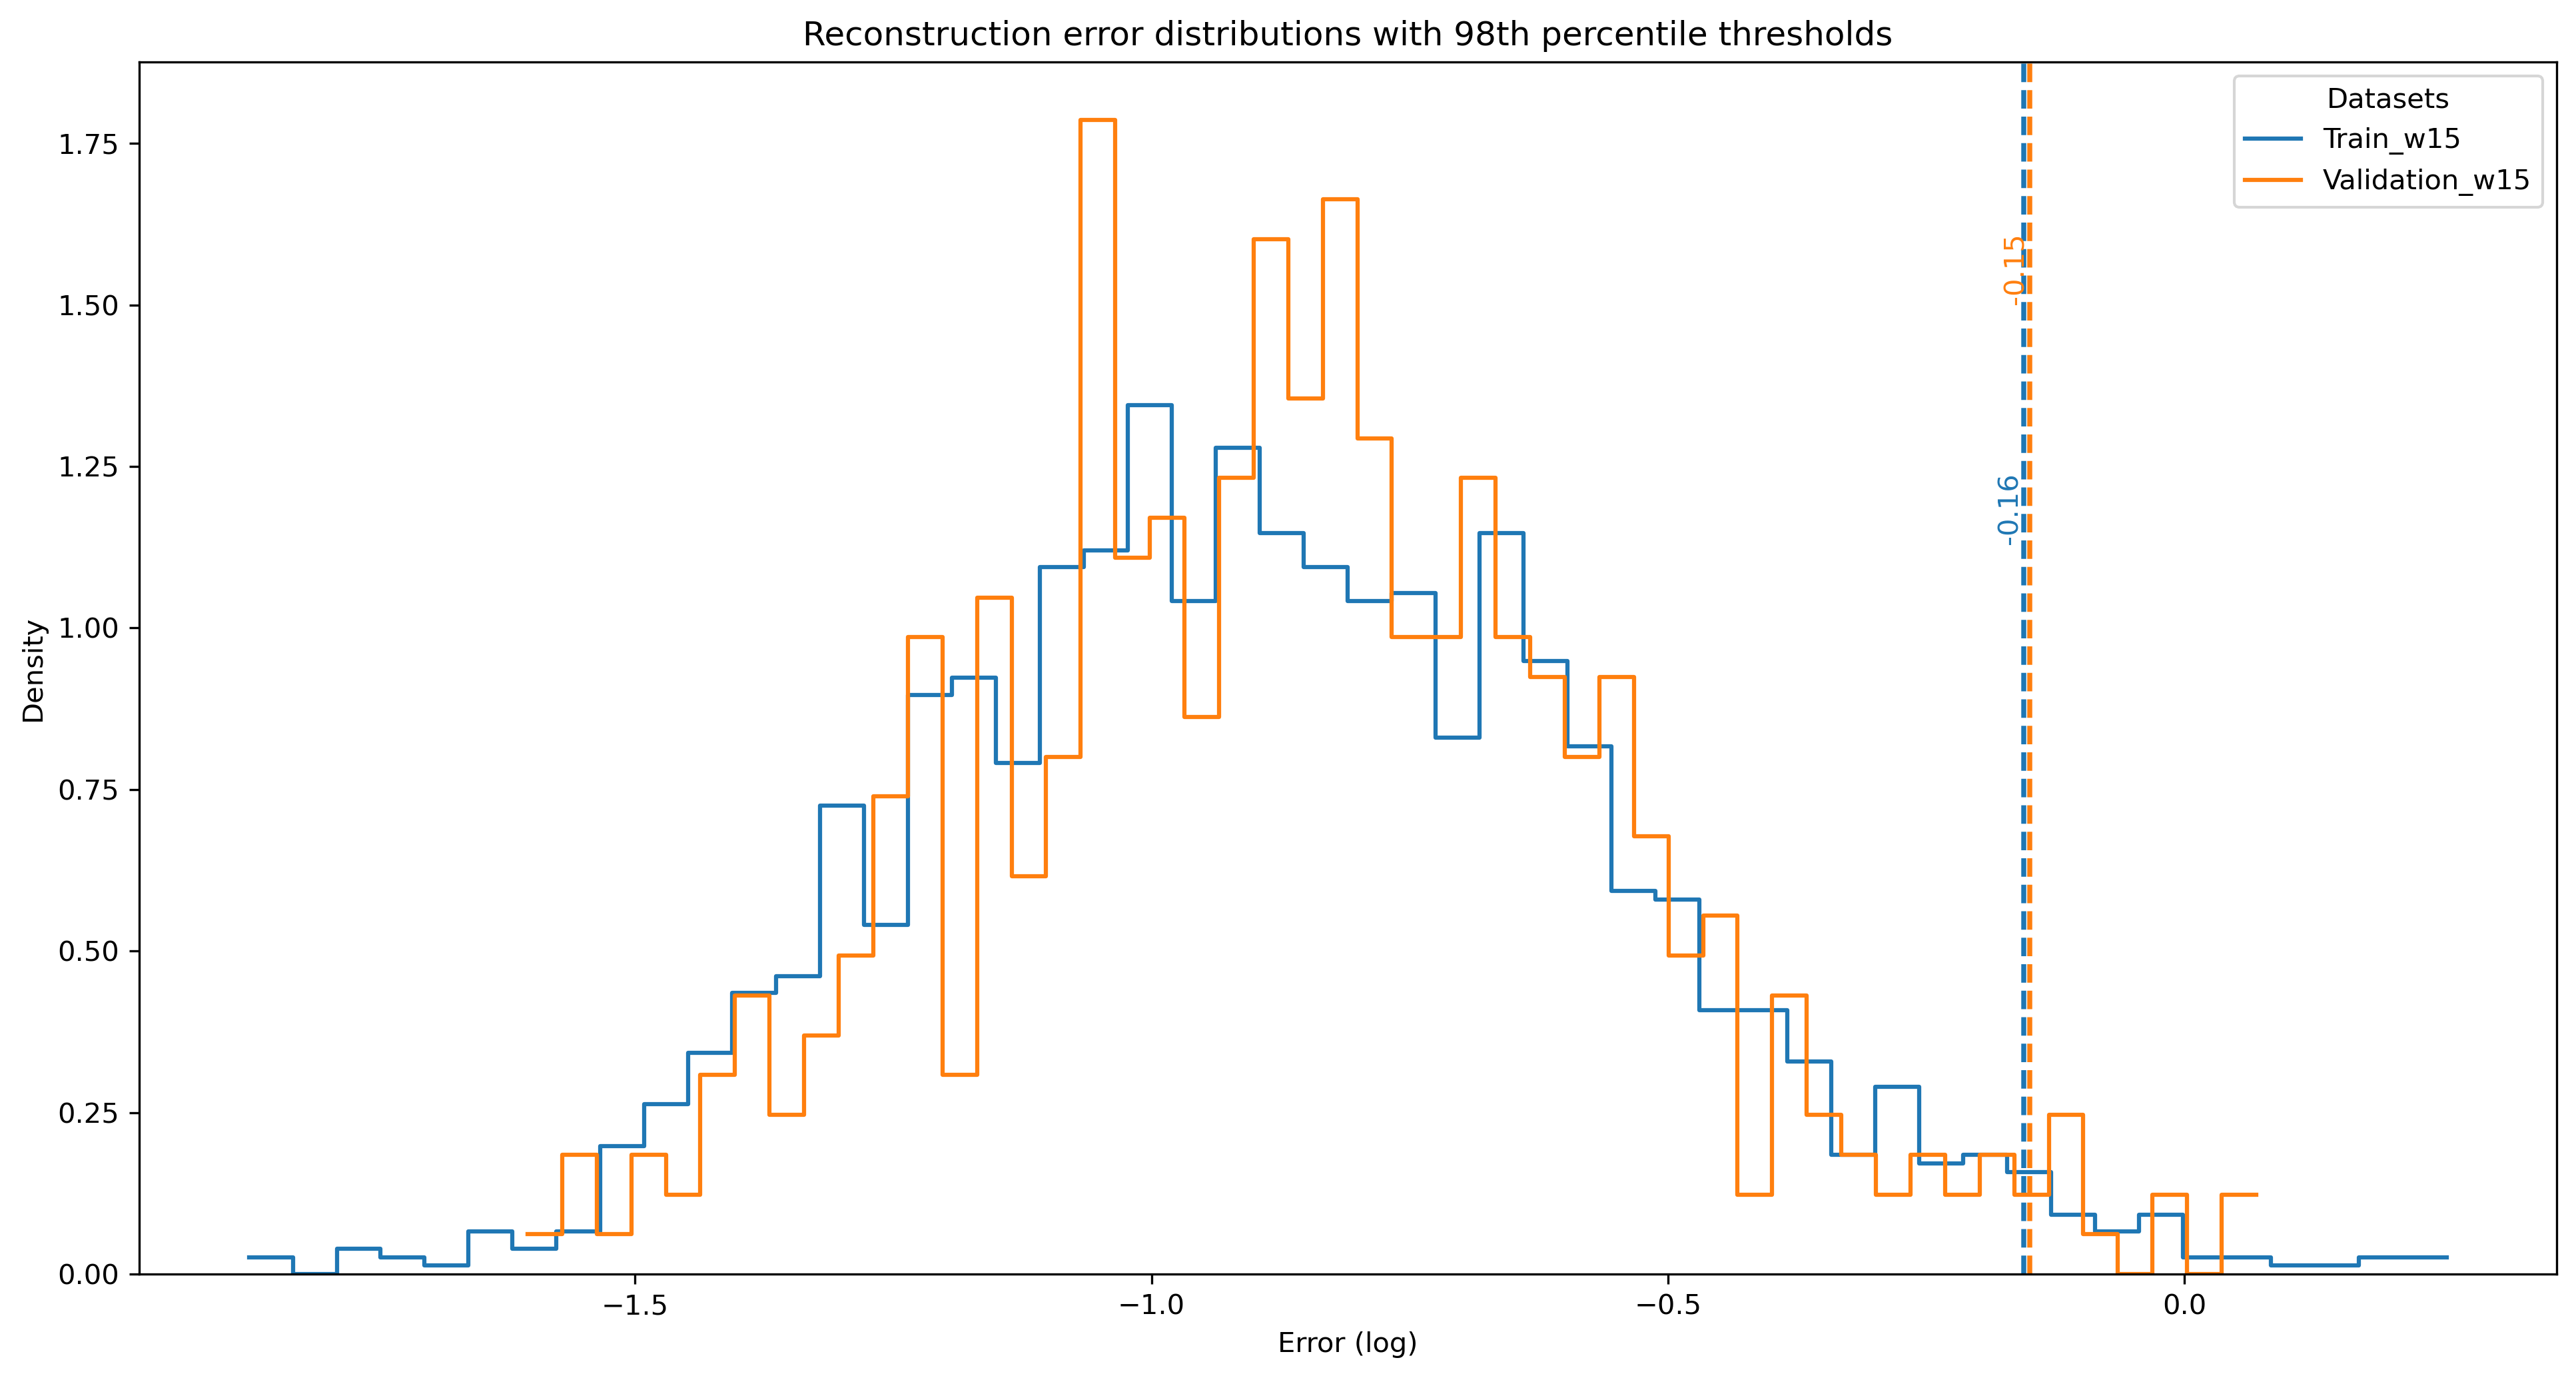 Reconstruction error distributions with 98th percentile thresholds
Datasets
Train_w15
Validation_w15
1.75
1.50
1.25
1.00
0.75
0.50
0.25
0.00
Density
-0.15
-0.16
−1.5
−1.0
−0.5
0.0
Error (log)